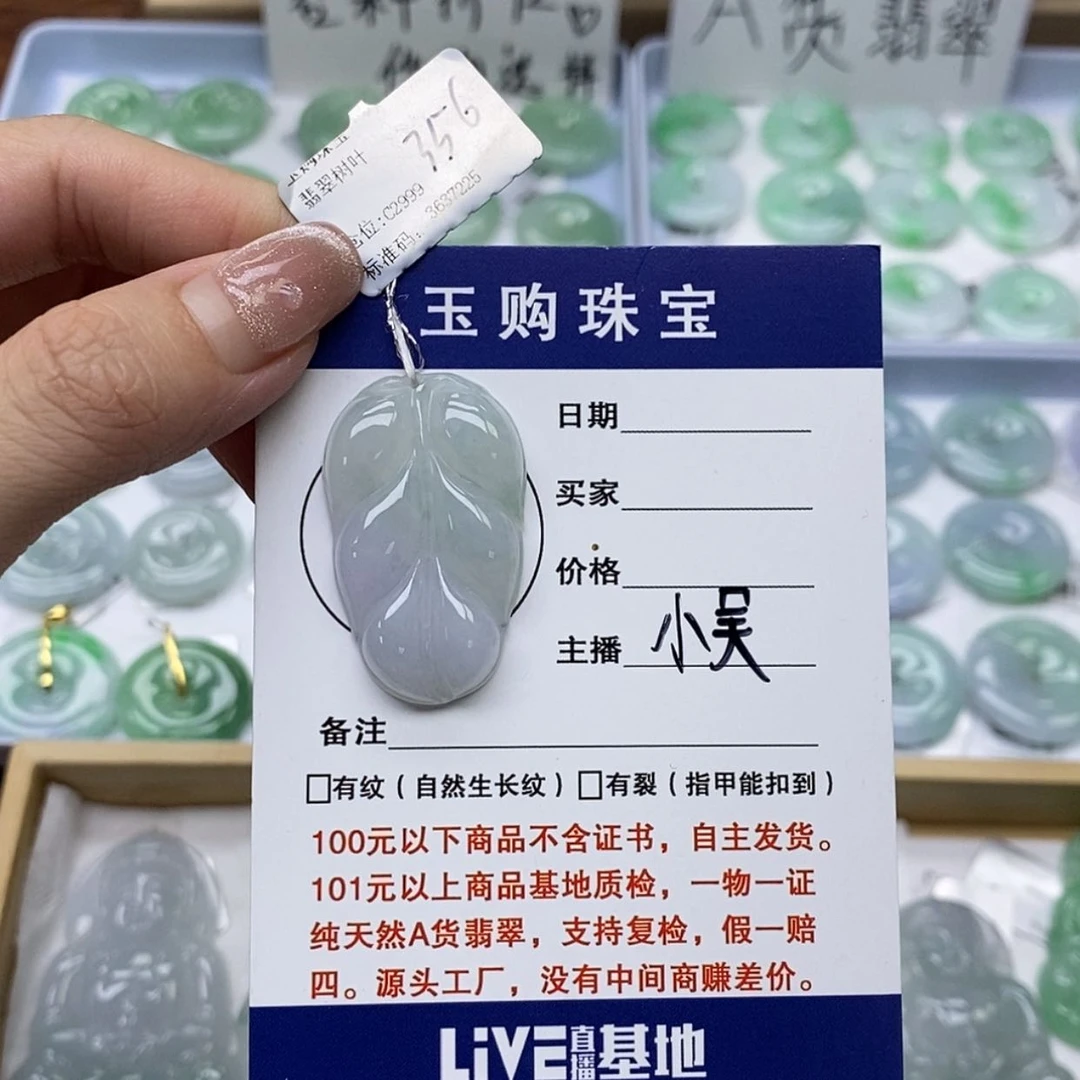 A货翡翠
356
翡翠树叶
位:C2999
标准码: 3637225
玉购珠宝
日期
买家
价格
主播 小吴
备注
□有纹（自然生长纹）□有裂（指甲能扣到）
100元以下商品不含证书，自主发货。
101元以上商品基地质检，一物一证
纯天然A货翡翠，支持复检，假一赔
四。源头工厂，没有中间商赚差价。
LiVE直播基地